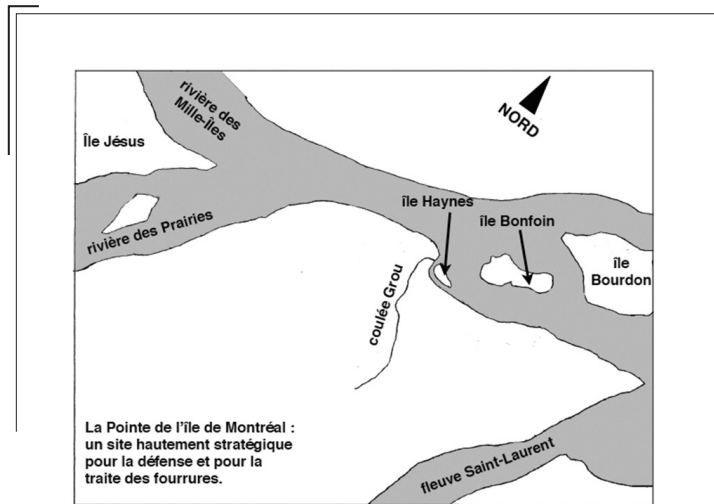 rivière des
Mille-Îles
NORD
Île Jésus
île Haynes
île Bonfoin
rivière des Prairies
île
Bourdon
coulée Grou
La Pointe de l'île de Montréal :
un site hautement stratégique
pour la défense et pour la
traite des fourrures.
fleuve Saint-Laurent